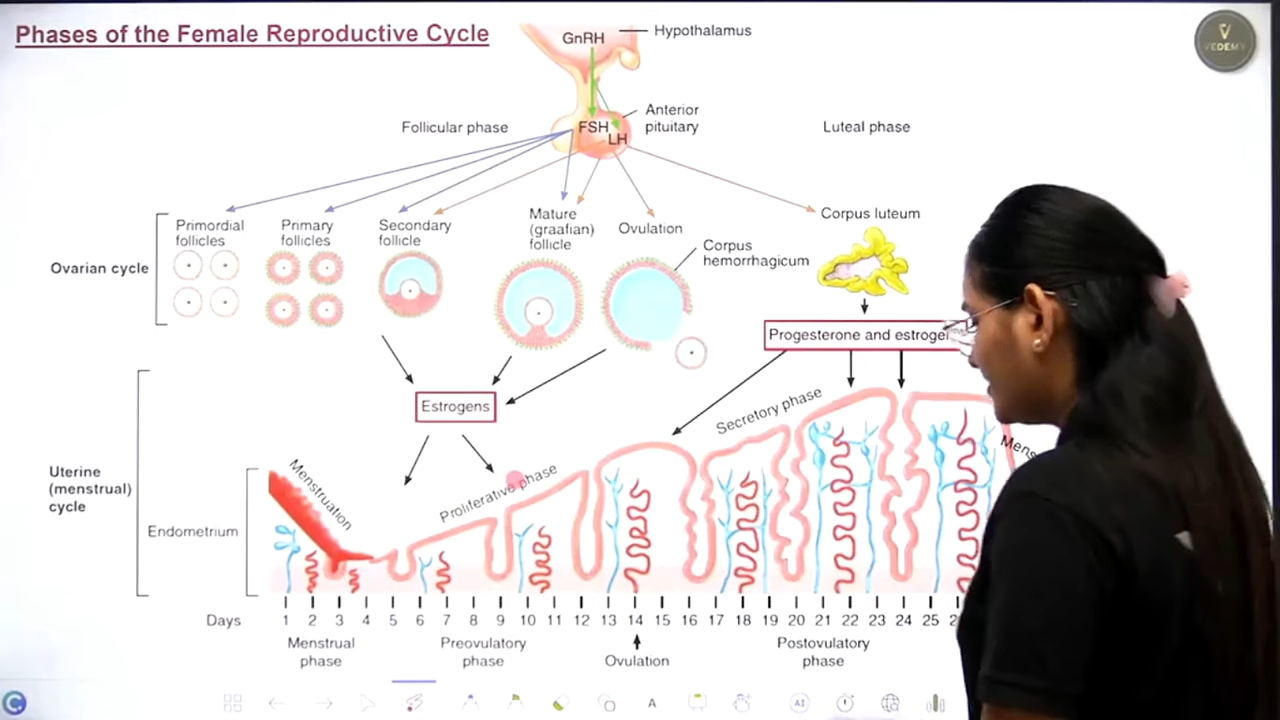 Phases of the Female Reproductive Cycle
GnRH
Hypothalamus
VEDEMY
Anterior
pituitary
Follicular phase
FSH
LH
Luteal phase
Primordial
follicles
Primary
follicles
Secondary
follicle
Mature
(graafian)
follicle
Ovulation
Corpus luteum
Corpus
hemorrhagicum
Ovarian cycle
Progesterone and
Estrogens
Secretory phase
Menstruation
Proliferative phase
Uterine
(menstrual)
cycle
Endometrium
Days 1 2 3 4 5 6 7 8 9 10 11 12 13 14 15 16 17 18 19 20 21 22 23 24 25
Menstrual
phase
Preovulatory
phase
Ovulation
Postovulatory
phase
A
AI